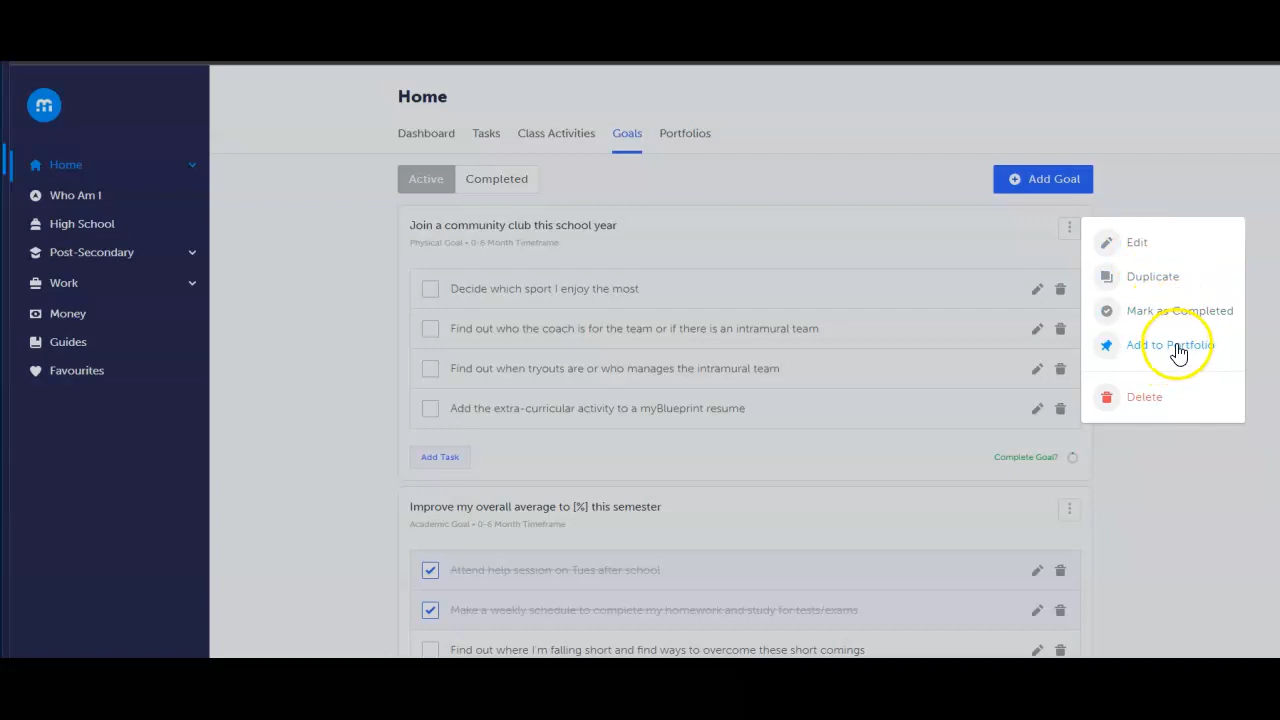 m
Home
Home
Dashboard Tasks Class Activities Goals Portfolios
Who Am I
High School
Post-Secondary
Work
Money
Guides
Favourites
Active Completed
Add Goal
Join a community club this school year
Physical Goal • 0-6 Month Timeframe
Decide which sport I enjoy the most
Find out who the coach is for the team or if there is an intramural team
Find out when tryouts are or who manages the intramural team
Add the extra-curricular activity to a myBlueprint resume
Add Task
Complete Goal?
Edit
Duplicate
Mark as Completed
Add to Portfolio
Delete
Improve my overall average to [%] this semester
Academic Goal • 0-6 Month Timeframe
Attend help session on Tues after school
Make a weekly schedule to complete my homework and study for tests/exams
Find out where I'm falling short and find ways to overcome these short comings